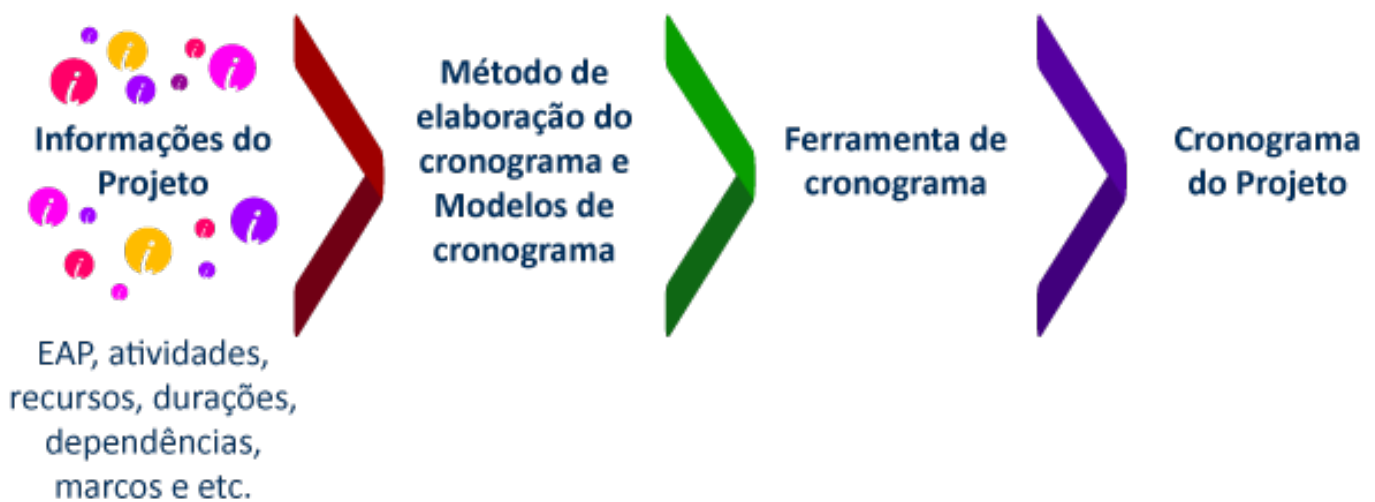 Informações do
Projeto
EAP, atividades,
recursos, durações,
dependências,
marcos e etc.
Método de
elaboração do
cronograma e
Modelos de
cronograma
Ferramenta de
cronograma
Cronograma
do Projeto